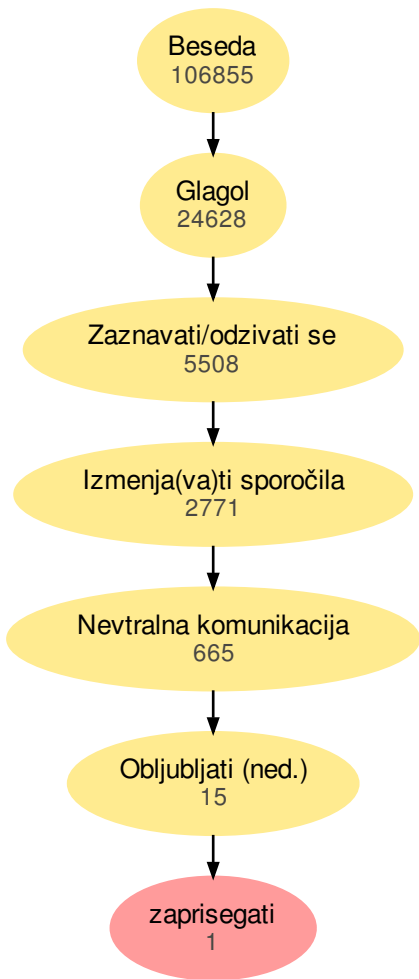 Beseda
106855
Glagol
24628
Zaznavati/odzivati se
5508
Izmenja(va)ti sporočila
2771
Nevtralna komunikacija
665
Obljubljati (ned.)
15
zaprisegati
1